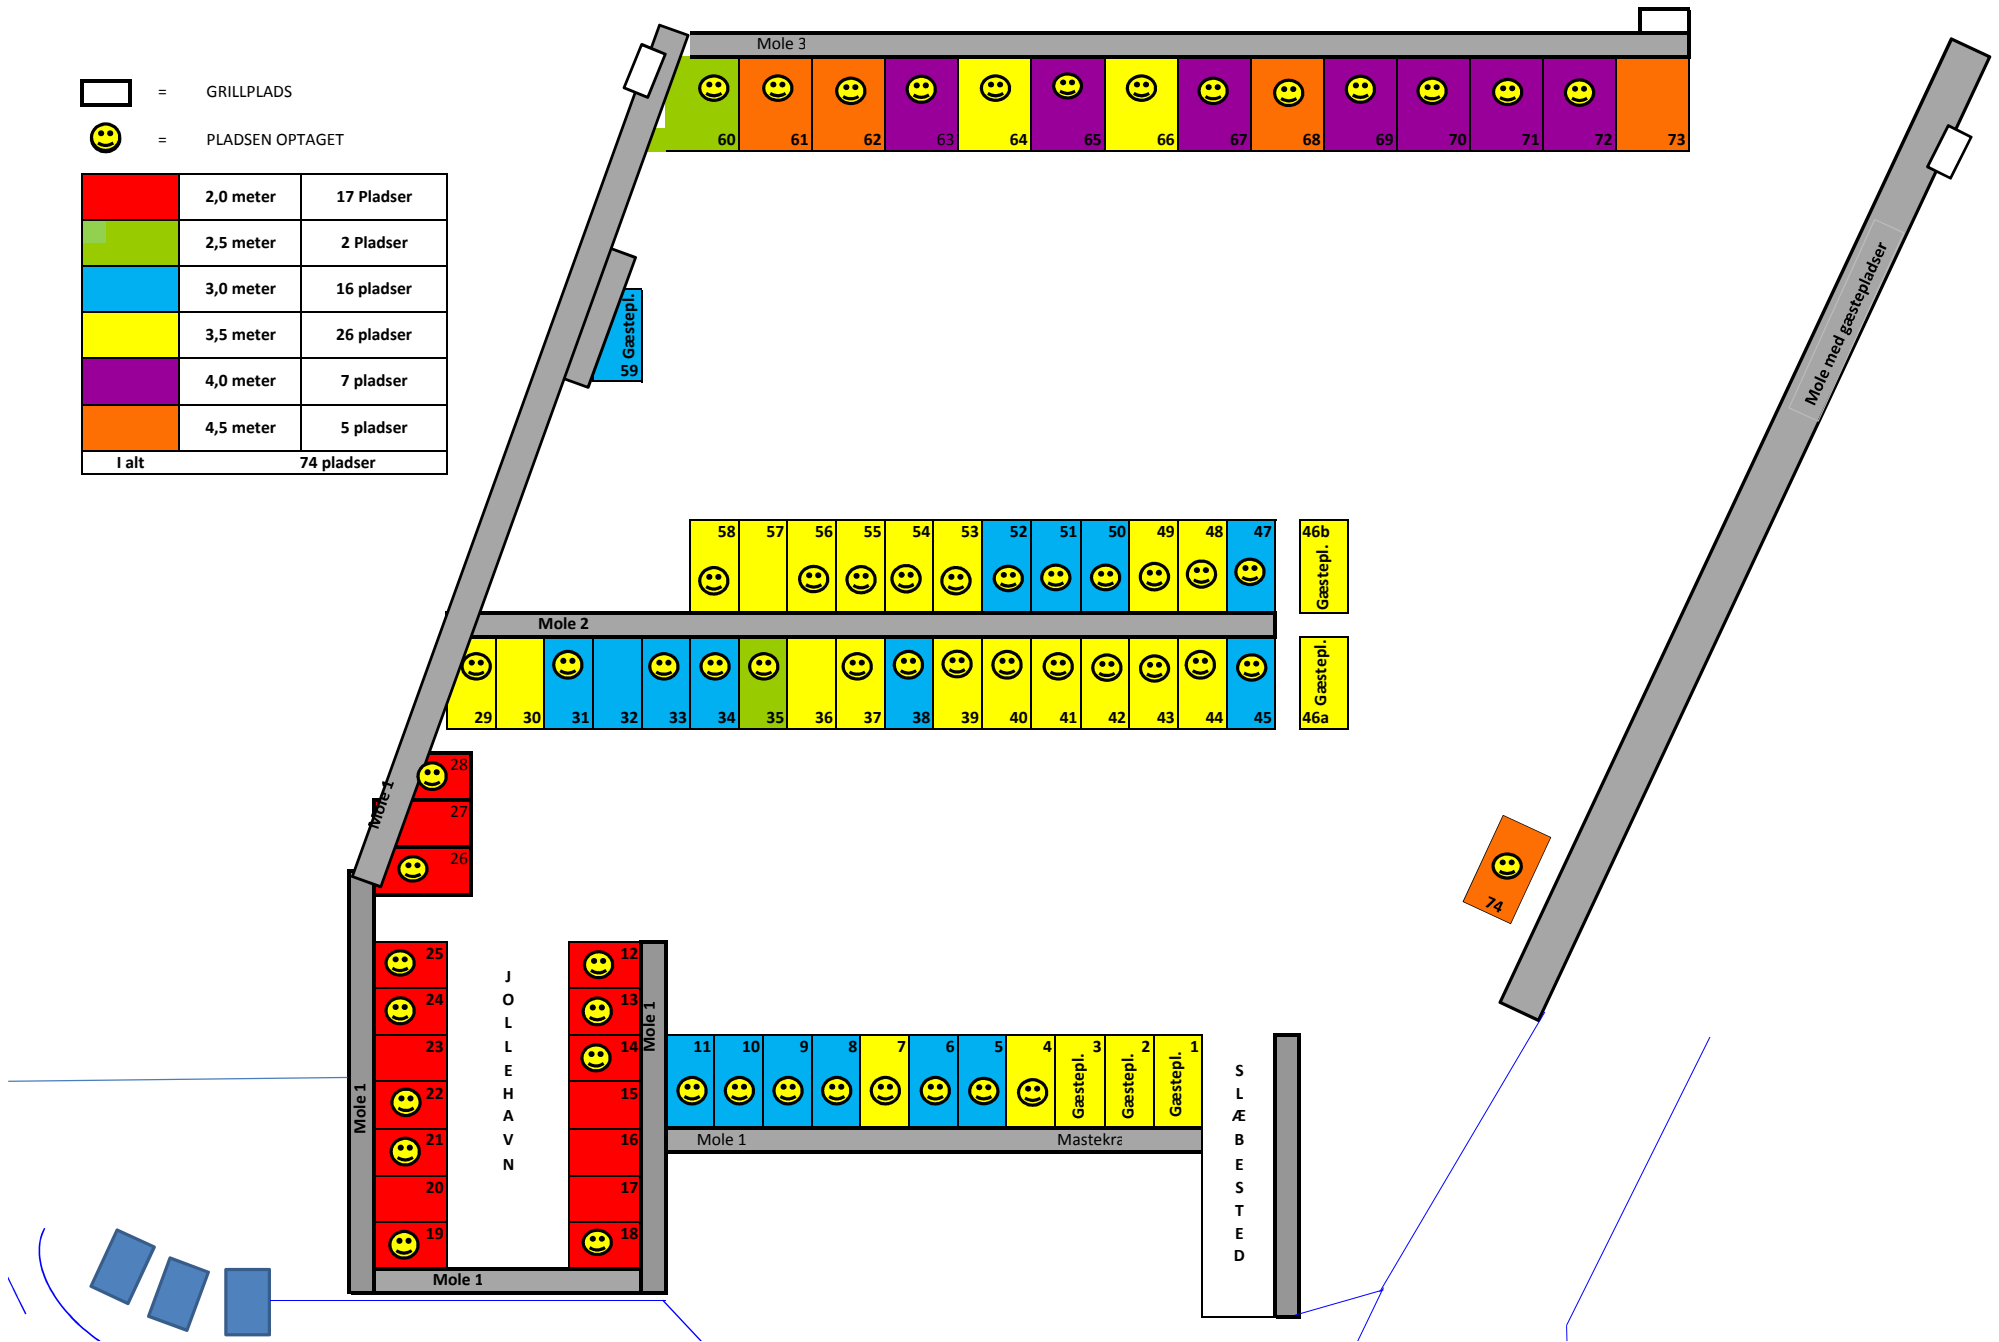 Mole 3
= GRILLPLADS
= PLADSEN OPTAGET
60 61 62 63 64 65 66 67 68 69 70 71 72 73
2,0 meter 17 Pladser
2,5 meter 2 Pladser
3,0 meter 16 pladser
3,5 meter 26 pladser
4,0 meter 7 pladser
4,5 meter 5 pladser
I alt 74 pladser
59 Gæstepl.
Mole med gæstepladser
58 57 56 55 54 53 52 51 50 49 48 47 46b
Gæstepl.
Mole 2
Gæstepl.
29 30 31 32 33 34 35 36 37 38 39 40 41 42 43 44 45 46a
28
Mole 1
27
26
74
25
24
23
22
21
20
19
Mole 1
JOLLEHAVN
12
13
14
15
16
17
18
Mole 1
11 10 9 8 7 6 5 4 3 2 1
Gæstepl. Gæstepl. Gæstepl.
Mole 1 Mastekra
SLÆBESTED
Mole 1